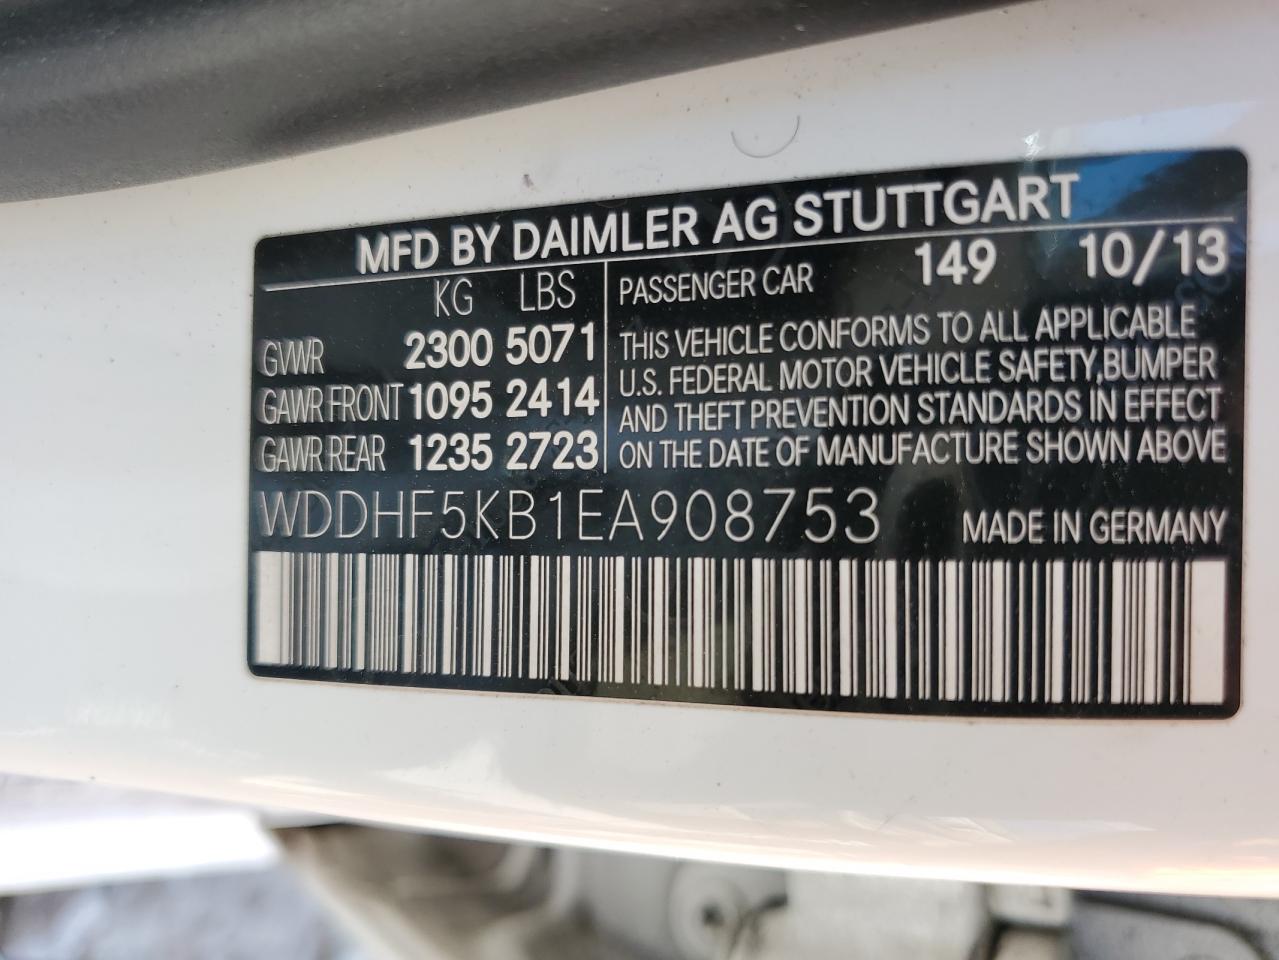 MFD BY DAIMLER AG STUTTGART
KG LBS
GVWR 2300 5071
GAWR FRONT 1095 2414
GAWR REAR 1235 2723
PASSENGER CAR 149 10/13
THIS VEHICLE CONFORMS TO ALL APPLICABLE
U.S. FEDERAL MOTOR VEHICLE SAFETY, BUMPER
AND THEFT PREVENTION STANDARDS IN EFFECT
ON THE DATE OF MANUFACTURE SHOWN ABOVE
WDDHF5KB1EA908753 MADE IN GERMANY